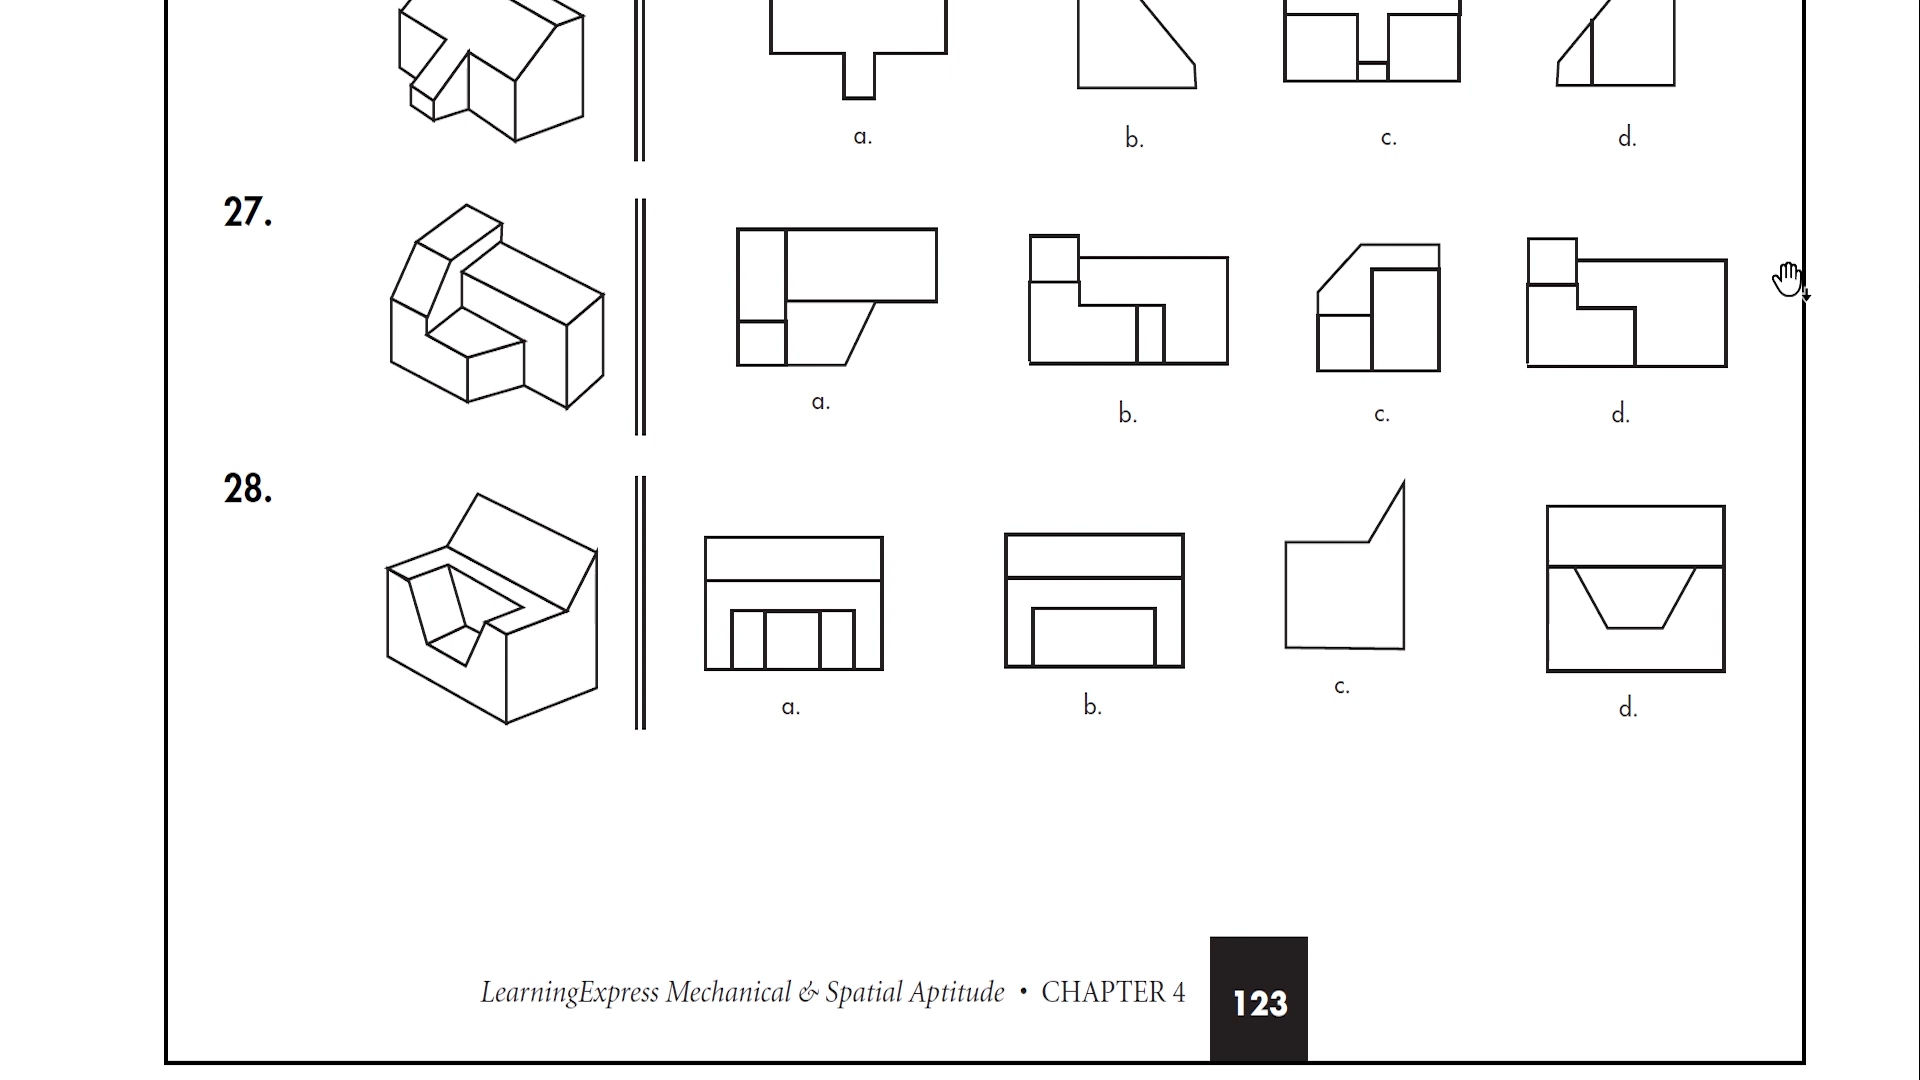 a. b. c. d.
27.
a. b. c. d.
28.
a. b. c. d.
LearningExpress Mechanical & Spatial Aptitude • CHAPTER 4 123